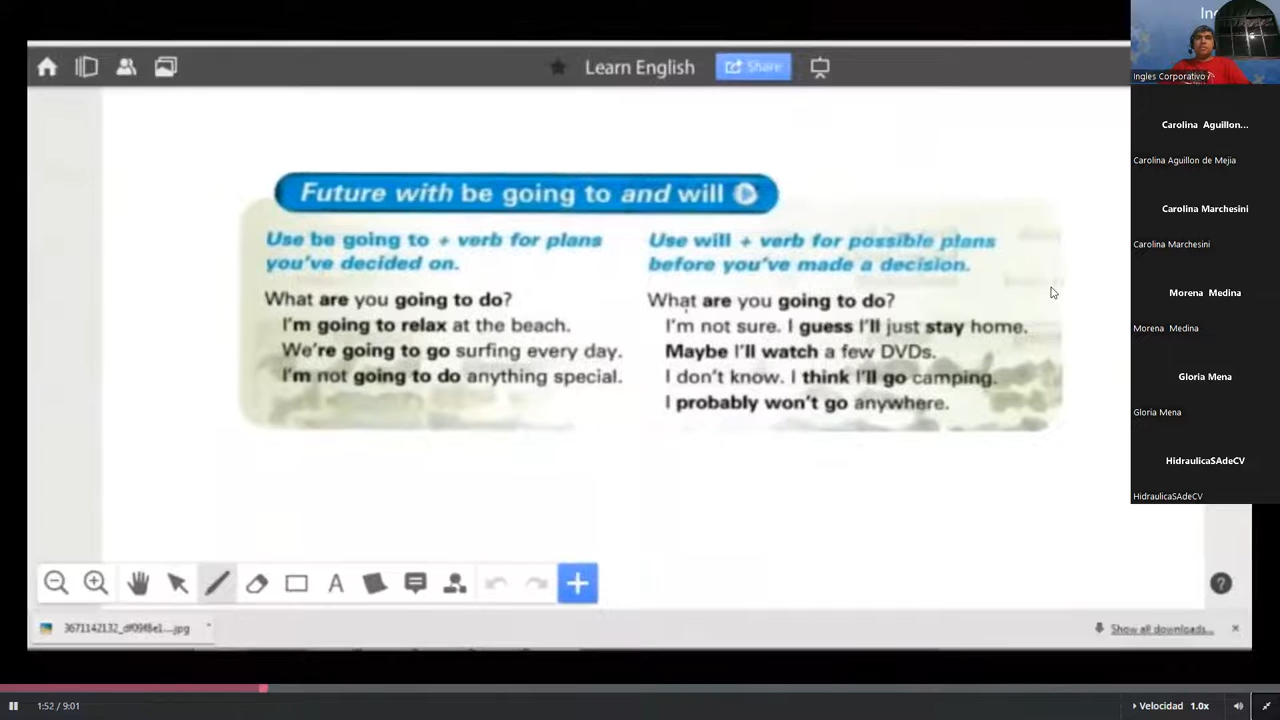 Learn English
Share
Future with be going to and will
Use be going to + verb for plans
you've decided on.
What are you going to do?
I'm going to relax at the beach.
We're going to go surfing every day.
I'm not going to do anything special.
Use will + verb for possible plans
before you've made a decision.
What are you going to do?
I'm not sure. I guess I'll just stay home.
Maybe I'll watch a few DVDs.
I don't know. I think I'll go camping.
I probably won't go anywhere.
A
?
Show all downloads...
Ingles Corporativo
Carolina Aguillon...
Carolina Aguillon de Mejia
Carolina Marchesini
Carolina Marchesini
Morena Medina
Morena Medina
Gloria Mena
Gloria Mena
HidraulicaSAdeCV
HidraulicaSAdeCV
1:52 / 9:01
Velocidad 1.0x